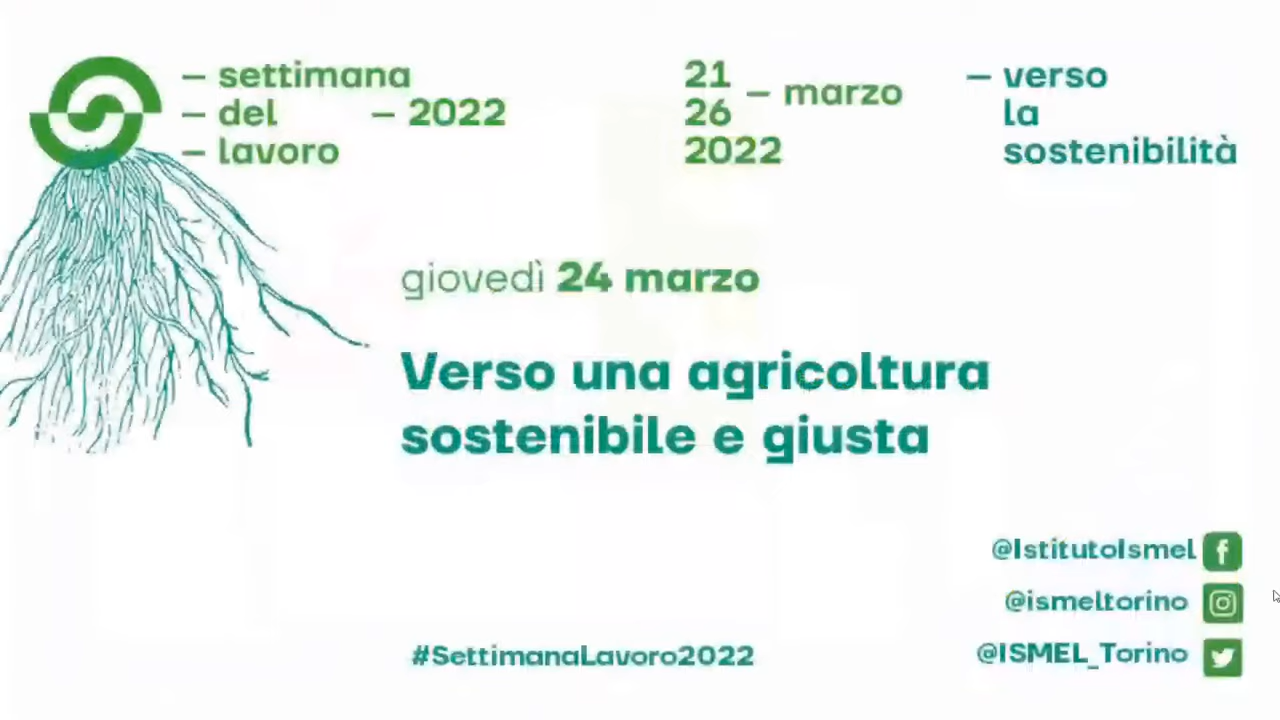 – settimana
– del – 2022
– lavoro
21
26 – marzo
2022
– verso
la
sostenibilità
giovedì 24 marzo
Verso una agricoltura
sostenibile e giusta
@IstitutoIsmel
@ismeltorino
@ISMEL_Torino
#SettimanaLavoro2022